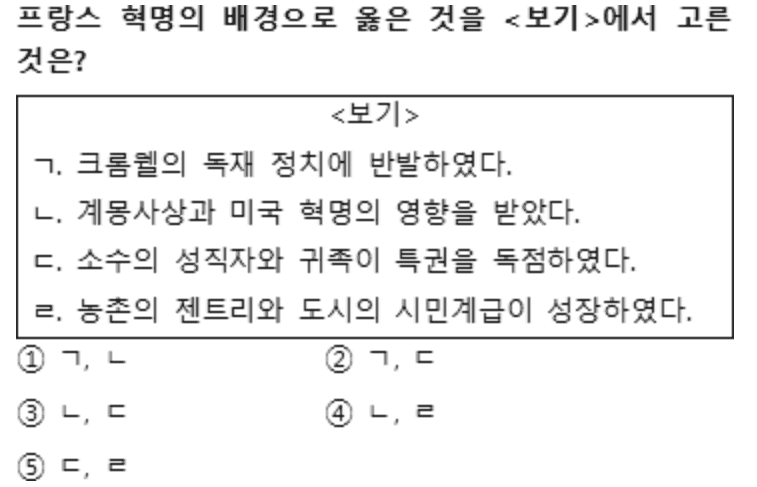 프랑스 혁명의 배경으로 옳은 것을 <보기>에서 고른
것은?
<보기>
ㄱ. 크롬웰의 독재 정치에 반발하였다.
ㄴ. 계몽사상과 미국 혁명의 영향을 받았다.
ㄷ. 소수의 성직자와 귀족이 특권을 독점하였다.
ㄹ. 농촌의 젠트리와 도시의 시민계급이 성장하였다.
① ㄱ, ㄴ ② ㄱ, ㄷ
③ ㄴ, ㄷ ④ ㄴ, ㄹ
⑤ ㄷ, ㄹ